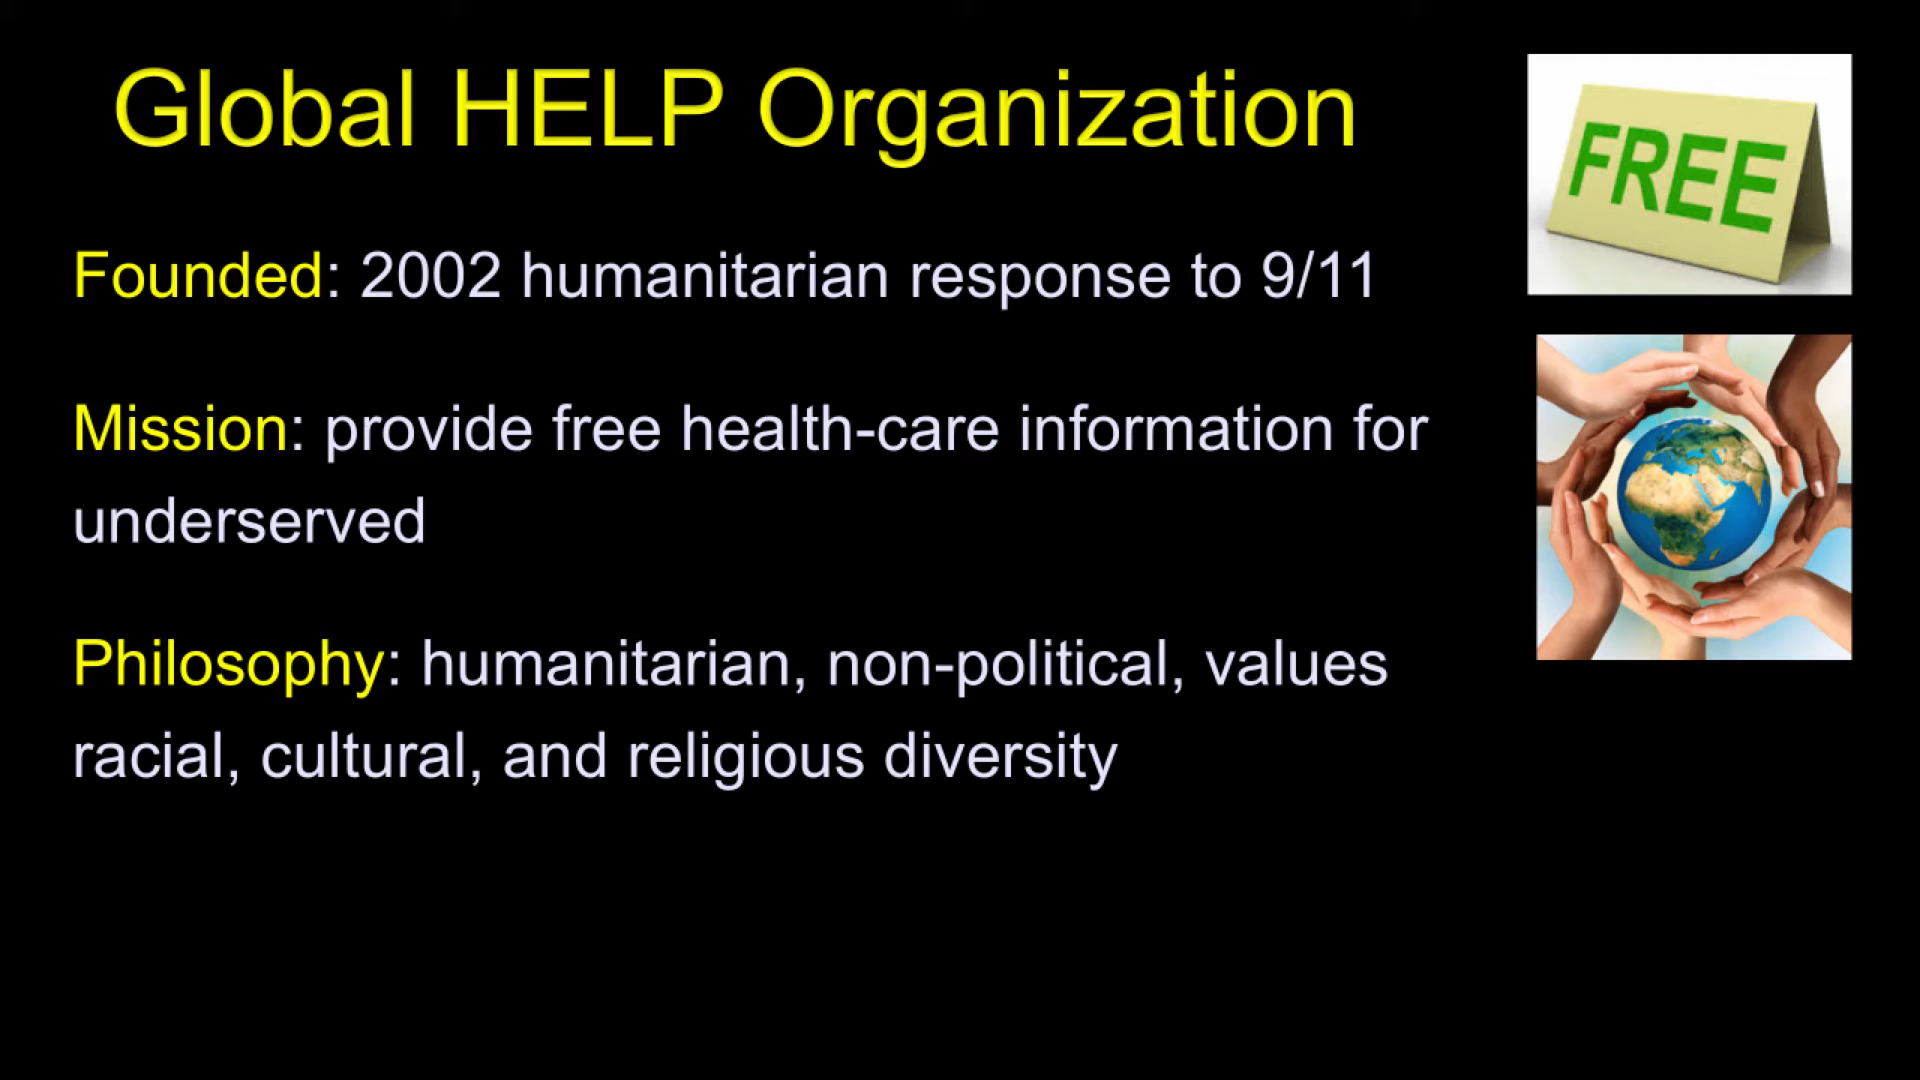 Global HELP Organization
FREE
Founded: 2002 humanitarian response to 9/11
Mission: provide free health-care information for
underserved
Philosophy: humanitarian, non-political, values
racial, cultural, and religious diversity